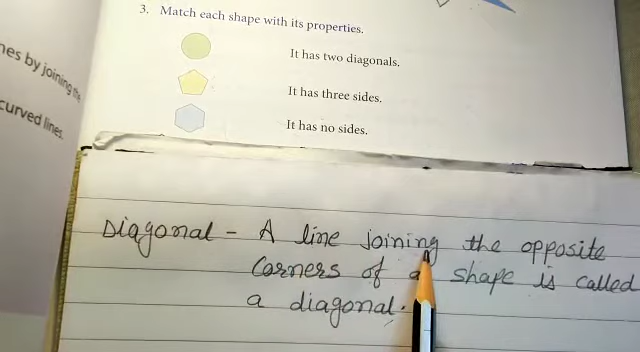 3. Match each shape with its properties.
It has two diagonals.
It has three sides.
It has no sides.
nes by joining the
curved lines.
Diagonal - A line joining the opposite
Corners of a shape is called
a diagonal.